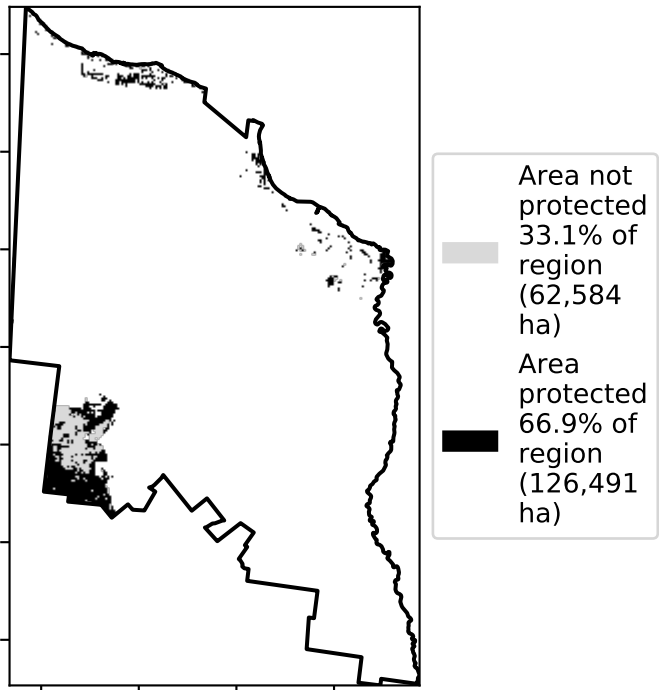 Area not
protected
33.1% of
region
(62,584
ha)
Area
protected
66.9% of
region
(126,491
ha)